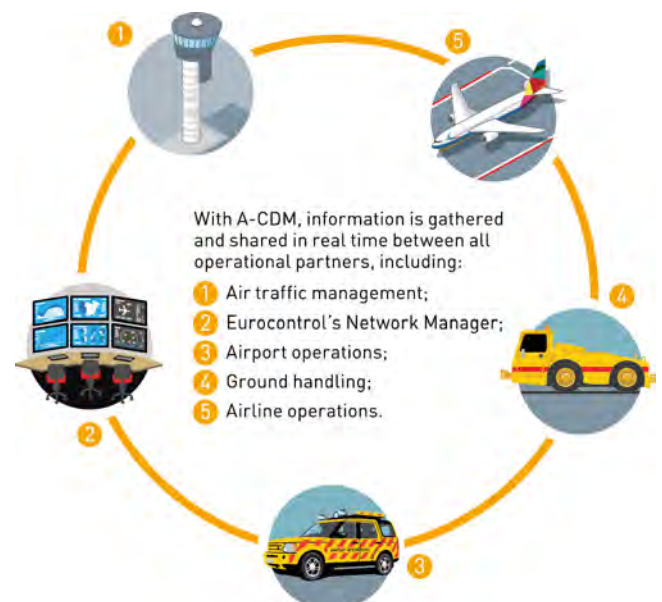 1
5
With A-CDM, information is gathered
and shared in real time between all
operational partners, including:
1 Air traffic management;
2 Eurocontrol's Network Manager;
3 Airport operations;
4 Ground handling;
5 Airline operations.
4
2
3